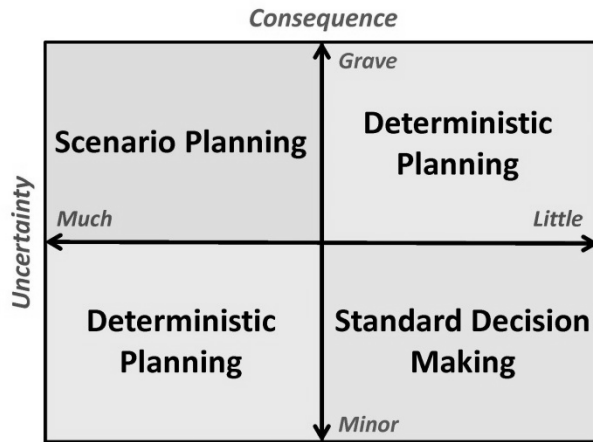 Consequence
Grave
Scenario Planning
Deterministic
Planning
Uncertainty
Much
Little
Deterministic
Planning
Standard Decision
Making
Minor